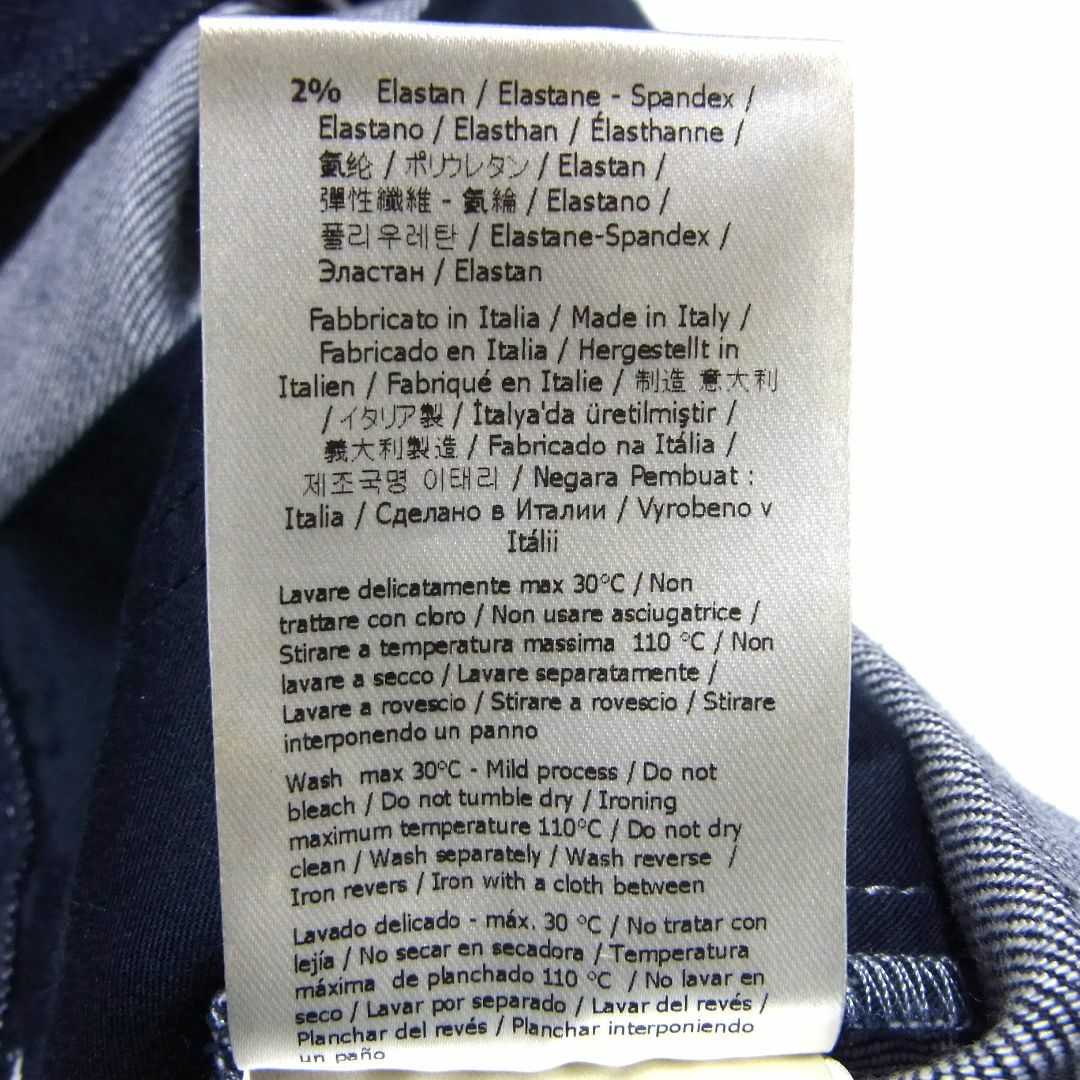 2% Elastan / Elastane - Spandex /
Elastano / Elasthan / Élasthanne /
氨纶 / ポリウレタン / Elastan /
彈性纖維 - 氨綸 / Elastano /
폴리우레탄 / Elastane-Spandex /
Эластан / Elastan
Fabbricato in Italia / Made in Italy /
Fabricado en Italia / Hergestellt in
Italien / Fabriqué en Italie / 制造 意大利
/ イタリア製 / İtalya'da üretilmiştir /
義大利製造 / Fabricado na Itália /
제조국명 이태리 / Negara Pembuat :
Italia / Сделано в Италии / Vyrobeno v
Itálii
Lavare delicatamente max 30°C / Non
trattare con cloro / Non usare asciugatrice /
Stirare a temperatura massima 110 °C / Non
lavare a secco / Lavare separatamente /
Lavare a rovescio / Stirare a rovescio / Stirare
interponendo un panno
Wash max 30°C - Mild process / Do not
bleach / Do not tumble dry / Ironing
maximum temperature 110°C / Do not dry
clean / Wash separately / Wash reverse /
Iron revers / Iron with a cloth between
Lavado delicado - máx. 30 °C / No tratar con
lejía / No secar en secadora / Temperatura
máxima de planchado 110 °C / No lavar en
seco / Lavar por separado / Lavar del revés /
Planchar del revés / Planchar interponiendo
un paño